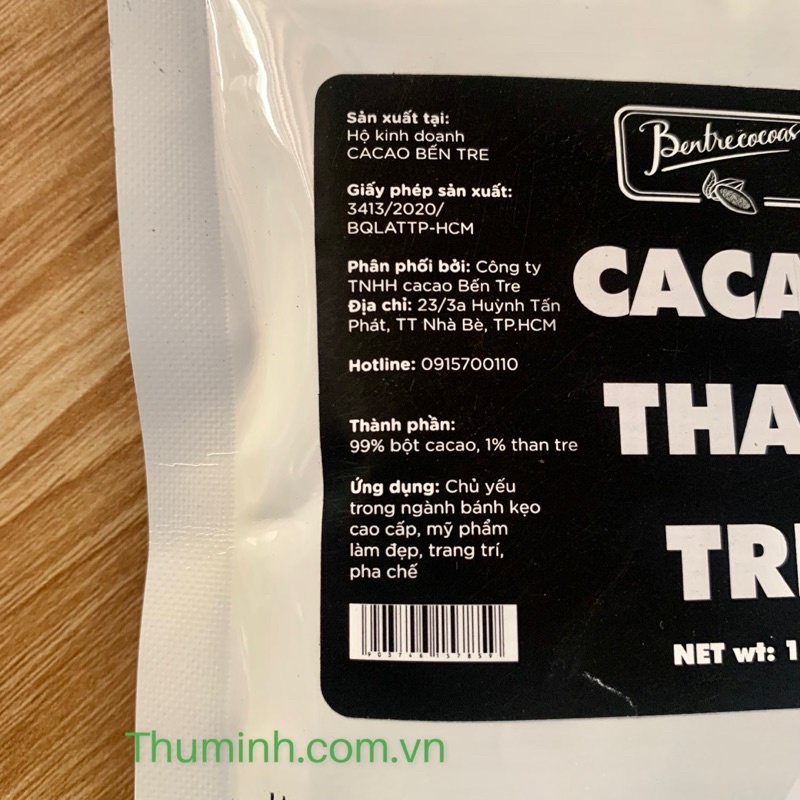 Sản xuất tại:
Hộ kinh doanh
CACAO BẾN TRE
Giấy phép sản xuất:
3413/2020/
BQLATTP-HCM
Phân phối bởi: Công ty
TNHH cacao Bến Tre
Địa chỉ: 23/3a Huỳnh Tấn
Phát, TT Nhà Bè, TP.HCM
Hotline: 0915700110
Thành phần:
99% bột cacao, 1% than tre
Ứng dụng: Chủ yếu
trong ngành bánh kẹo
cao cấp, mỹ phẩm
làm đẹp, trang trí,
pha chế
Bentrecocoas
CACA
THA
TR
NET wt: 1
Thuminh.com.vn